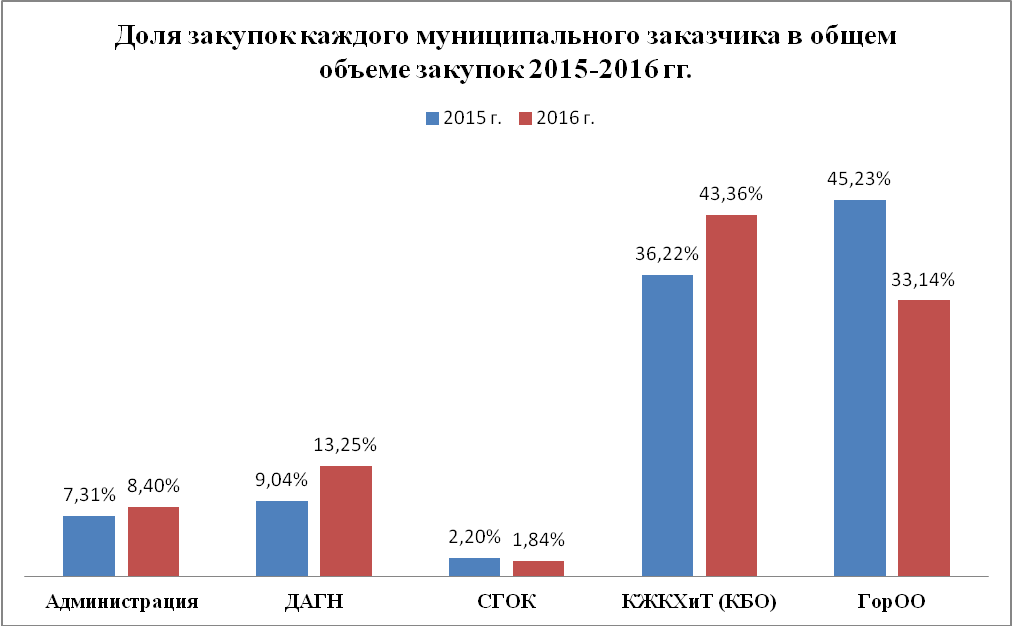 Доля закупок каждого муниципального заказчика в общем
объеме закупок 2015-2016 гг.
2015 г. 2016 г.
7,31% 8,40% 9,04% 13,25% 2,20% 1,84% 36,22% 43,36% 45,23% 33,14%
Администрация ДАГН СГОК КЖКХиТ (КБО) ГорОО